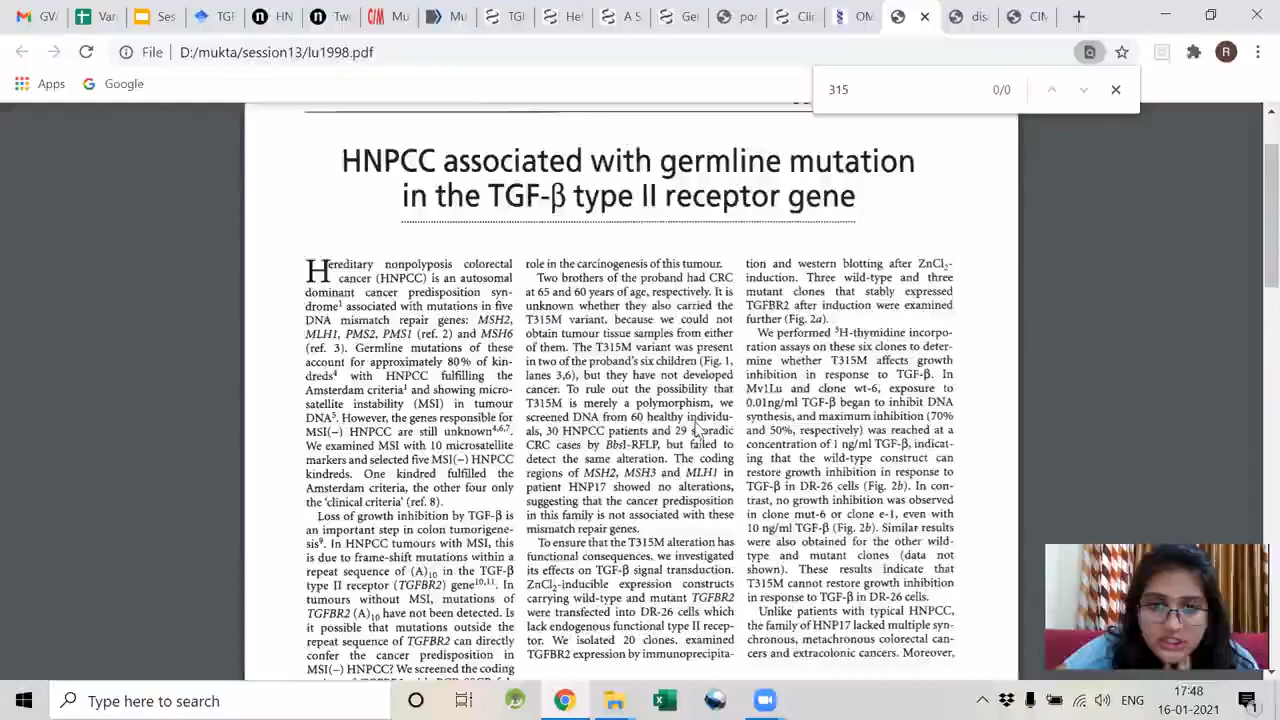 GV
Vari
Ses
TGF
HN
Tw
Mu
Mu
TGF
He
A S
Ger
por
Clin
OM
dis
CIM
File D:/mukta/session13/lu1998.pdf
R
Apps Google
315 0/0
HNPCC associated with germline mutation
in the TGF-β type II receptor gene
Hereditary nonpolyposis colorectal
cancer (HNPCC) is an autosomal
dominant cancer predisposition syn-
drome1 associated with mutations in five
DNA mismatch repair genes: MSH2,
MLH1, PMS2, PMS1 (ref. 2) and MSH6
(ref. 3). Germline mutations of these
account for approximately 80% of kin-
dreds4 with HNPCC fulfilling the
Amsterdam criteria1 and showing micro-
satellite instability (MSI) in tumour
DNA5. However, the genes responsible for
MSI(−) HNPCC are still unknown4,6,7.
We examined MSI with 10 microsatellite
markers and selected five MSI(−) HNPCC
kindreds. One kindred fulfilled the
Amsterdam criteria, the other four only
the ‘clinical criteria’ (ref. 8).
Loss of growth inhibition by TGF-β is
an important step in colon tumorigene-
sis9. In HNPCC tumours with MSI, this
is due to frame-shift mutations within a
repeat sequence of (A)10 in the TGF-β
type II receptor (TGFBR2) gene10,11. In
tumours without MSI, mutations of
TGFBR2 (A)10 have not been detected. Is
it possible that mutations outside the
repeat sequence of TGFBR2 can directly
confer the cancer predisposition in
MSI(−) HNPCC? We screened the coding
role in the carcinogenesis of this tumour.
Two brothers of the proband had CRC
at 65 and 60 years of age, respectively. It is
unknown whether they also carried the
T315M variant, because we could not
obtain tumour tissue samples from either
of them. The T315M variant was present
in two of the proband's six children (Fig. 1,
lanes 3,6), but they have not developed
cancer. To rule out the possibility that
T315M is merely a polymorphism, we
screened DNA from 60 healthy individu-
als, 30 HNPCC patients and 29 sporadic
CRC cases by BbsI-RFLP, but failed to
detect the same alteration. The coding
regions of MSH2, MSH3 and MLH1 in
patient HNP17 showed no alterations,
suggesting that the cancer predisposition
in this family is not associated with these
mismatch repair genes.
To ensure that the T315M alteration has
functional consequences, we investigated
its effects on TGF-β signal transduction.
ZnCl2-inducible expression constructs
carrying wild-type and mutant TGFBR2
were transfected into DR-26 cells which
lack endogenous functional type II recep-
tor. We isolated 20 clones, examined
TGFBR2 expression by immunoprecipita-
tion and western blotting after ZnCl2-
induction. Three wild-type and three
mutant clones that stably expressed
TGFBR2 after induction were examined
further (Fig. 2a).
We performed 3H-thymidine incorpo-
ration assays on these six clones to deter-
mine whether T315M affects growth
inhibition in response to TGF-β. In
Mv1Lu and clone wt-6, exposure to
0.01ng/ml TGF-β began to inhibit DNA
synthesis, and maximum inhibition (70%
and 50%, respectively) was reached at a
concentration of 1 ng/ml TGF-β, indicat-
ing that the wild-type construct can
restore growth inhibition in response to
TGF-β in DR-26 cells (Fig. 2b). In con-
trast, no growth inhibition was observed
in clone mut-6 or clone e-1, even with
10 ng/ml TGF-β (Fig. 2b). Similar results
were also obtained for the other wild-
type and mutant clones (data not
shown). These results indicate that
T315M cannot restore growth inhibition
in response to TGF-β in DR-26 cells.
Unlike patients with typical HNPCC,
the family of HNP17 lacked multiple syn-
chronous, metachronous colorectal can-
cers and extracolonic cancers. Moreover,
Type here to search
ENG
17:48
16-01-2021